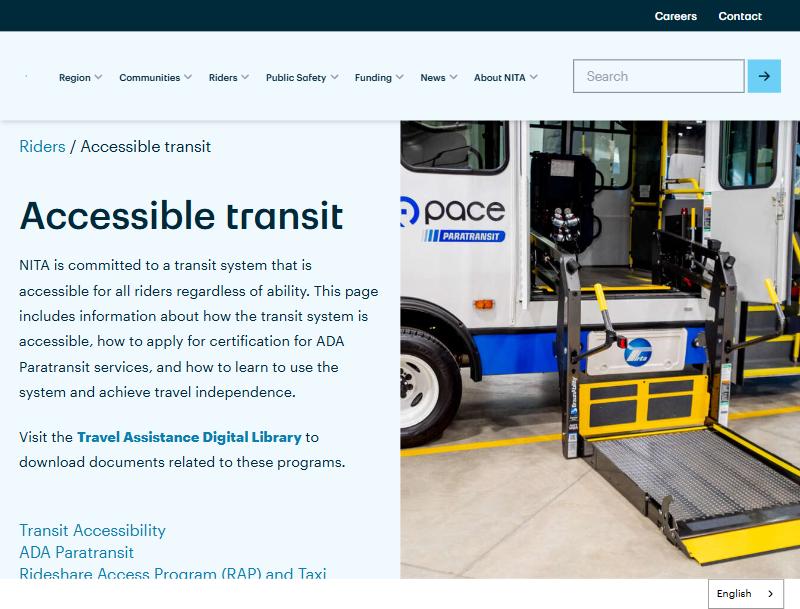 Careers Contact
Region Communities Riders Public Safety Funding News About NITA Search
Riders / Accessible transit
Accessible transit
NITA is committed to a transit system that is
accessible for all riders regardless of ability. This page
includes information about how the transit system is
accessible, how to apply for certification for ADA
Paratransit services, and how to learn to use the
system and achieve travel independence.
Visit the Travel Assistance Digital Library to
download documents related to these programs.
Transit Accessibility
ADA Paratransit
Rideshare Access Program (RAP) and Taxi
pace
PARATRANSIT
English